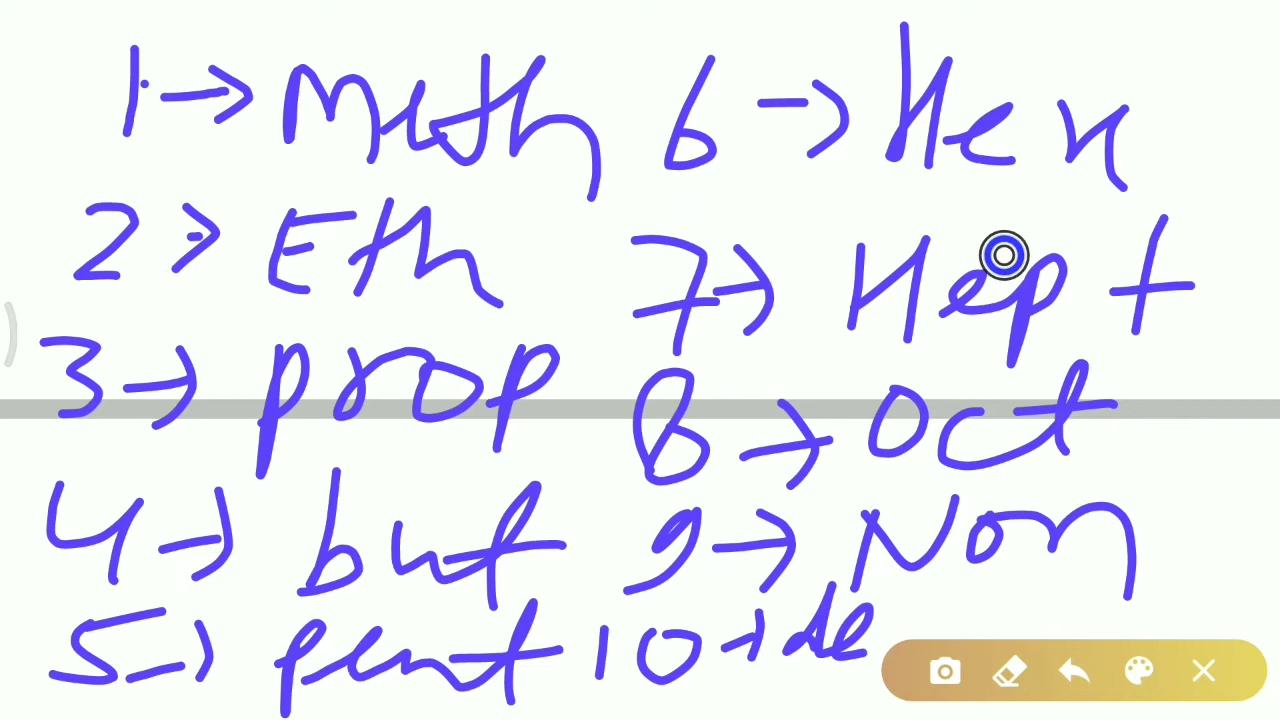 1 → Meth
2 → Eth
3 → prop
4 → but
5 → pent
6 → Hex
7 → Hept
8 → Oct
9 → Non
10 → de